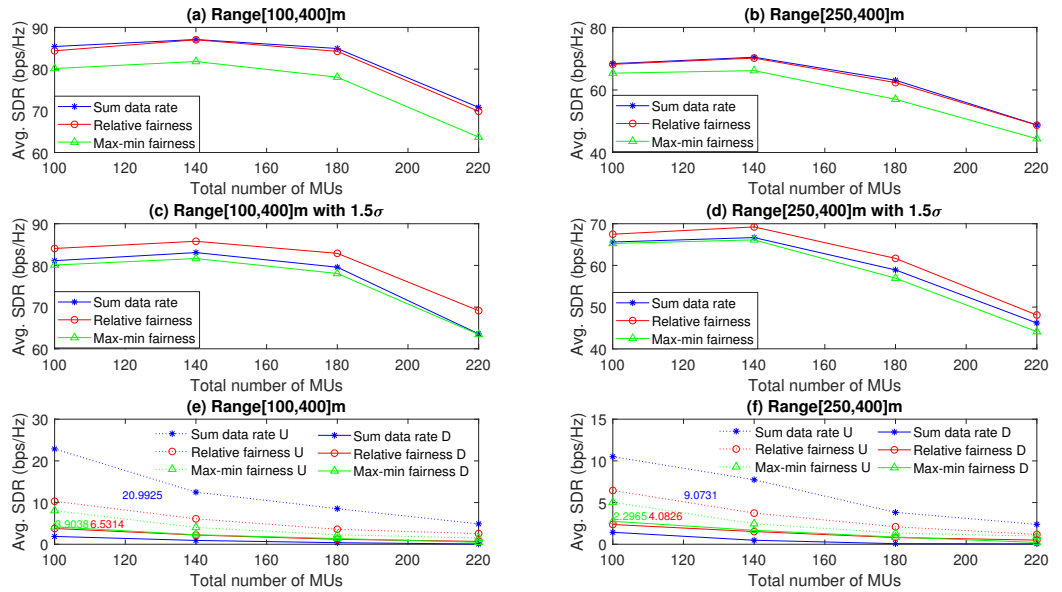 (a) Range[100,400]m
Avg. SDR (bps/Hz)
90
80
70
60
Sum data rate
Relative fairness
Max-min fairness
100 120 140 160 180 200 220
Total number of MUs
(b) Range[250,400]m
Avg. SDR (bps/Hz)
80
60
40
Sum data rate
Relative fairness
Max-min fairness
100 120 140 160 180 200 220
Total number of MUs
(c) Range[100,400]m with 1.5σ
Avg. SDR (bps/Hz)
90
80
70
60
Sum data rate
Relative fairness
Max-min fairness
100 120 140 160 180 200 220
Total number of MUs
(d) Range[250,400]m with 1.5σ
Avg. SDR (bps/Hz)
70
60
50
40
Sum data rate
Relative fairness
Max-min fairness
100 120 140 160 180 200 220
Total number of MUs
(e) Range[100,400]m
Avg. SDR (bps/Hz)
30
20
10
0
Sum data rate U Sum data rate D
Relative fairness U Relative fairness D
Max-min fairness U Max-min fairness D
20.9925
3.9038 6.5314
100 120 140 160 180 200 220
Total number of MUs
(f) Range[250,400]m
Avg. SDR (bps/Hz)
15
10
5
0
Sum data rate U Sum data rate D
Relative fairness U Relative fairness D
Max-min fairness U Max-min fairness D
9.0731
2.2965 4.0826
100 120 140 160 180 200 220
Total number of MUs